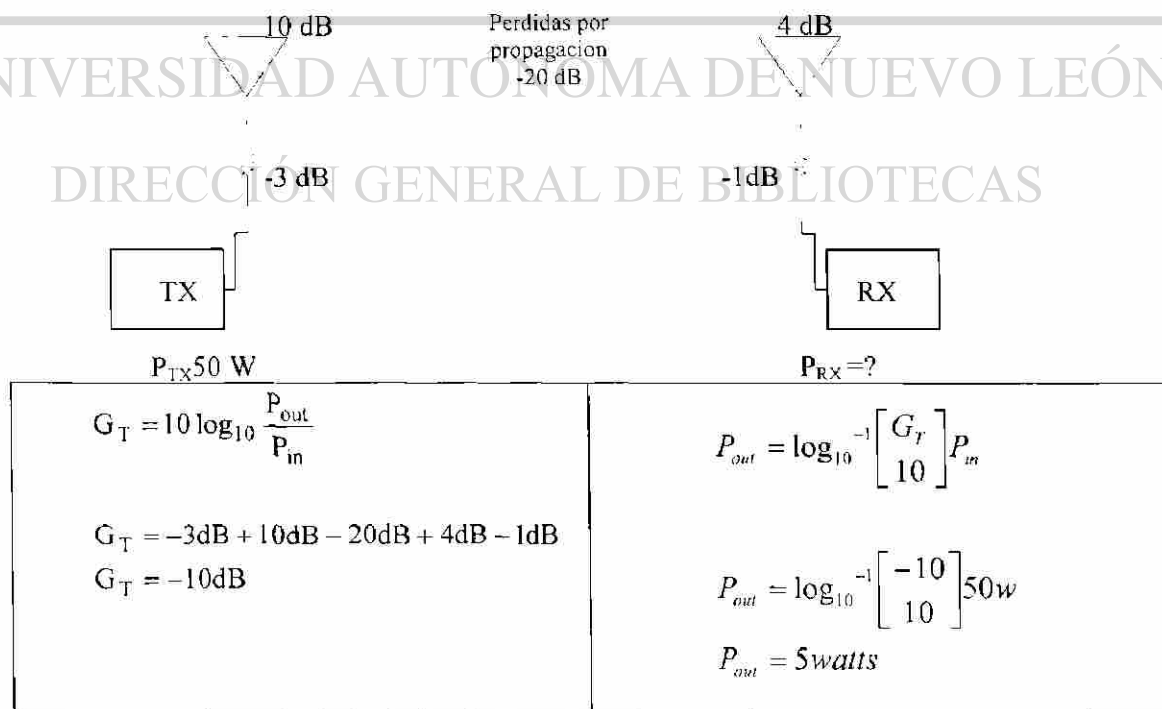 10 dB
Perdidas por
propagacion
-20 dB
4 dB
UNIVERSIDAD AUTÓNOMA DE NUEVO LEÓN
-3 dB
-1dB
DIRECCIÓN GENERAL DE BIBLIOTECAS
TX
RX
P_TX50 W
P_RX=?
G_T = 10 log_10 P_out / P_in
G_T = -3dB + 10dB - 20dB + 4dB - 1dB
G_T = -10dB
P_out = log_10^-1 [G_T 10] P_in
P_out = log_10^-1 [-10 10] 50w
P_out = 5watts